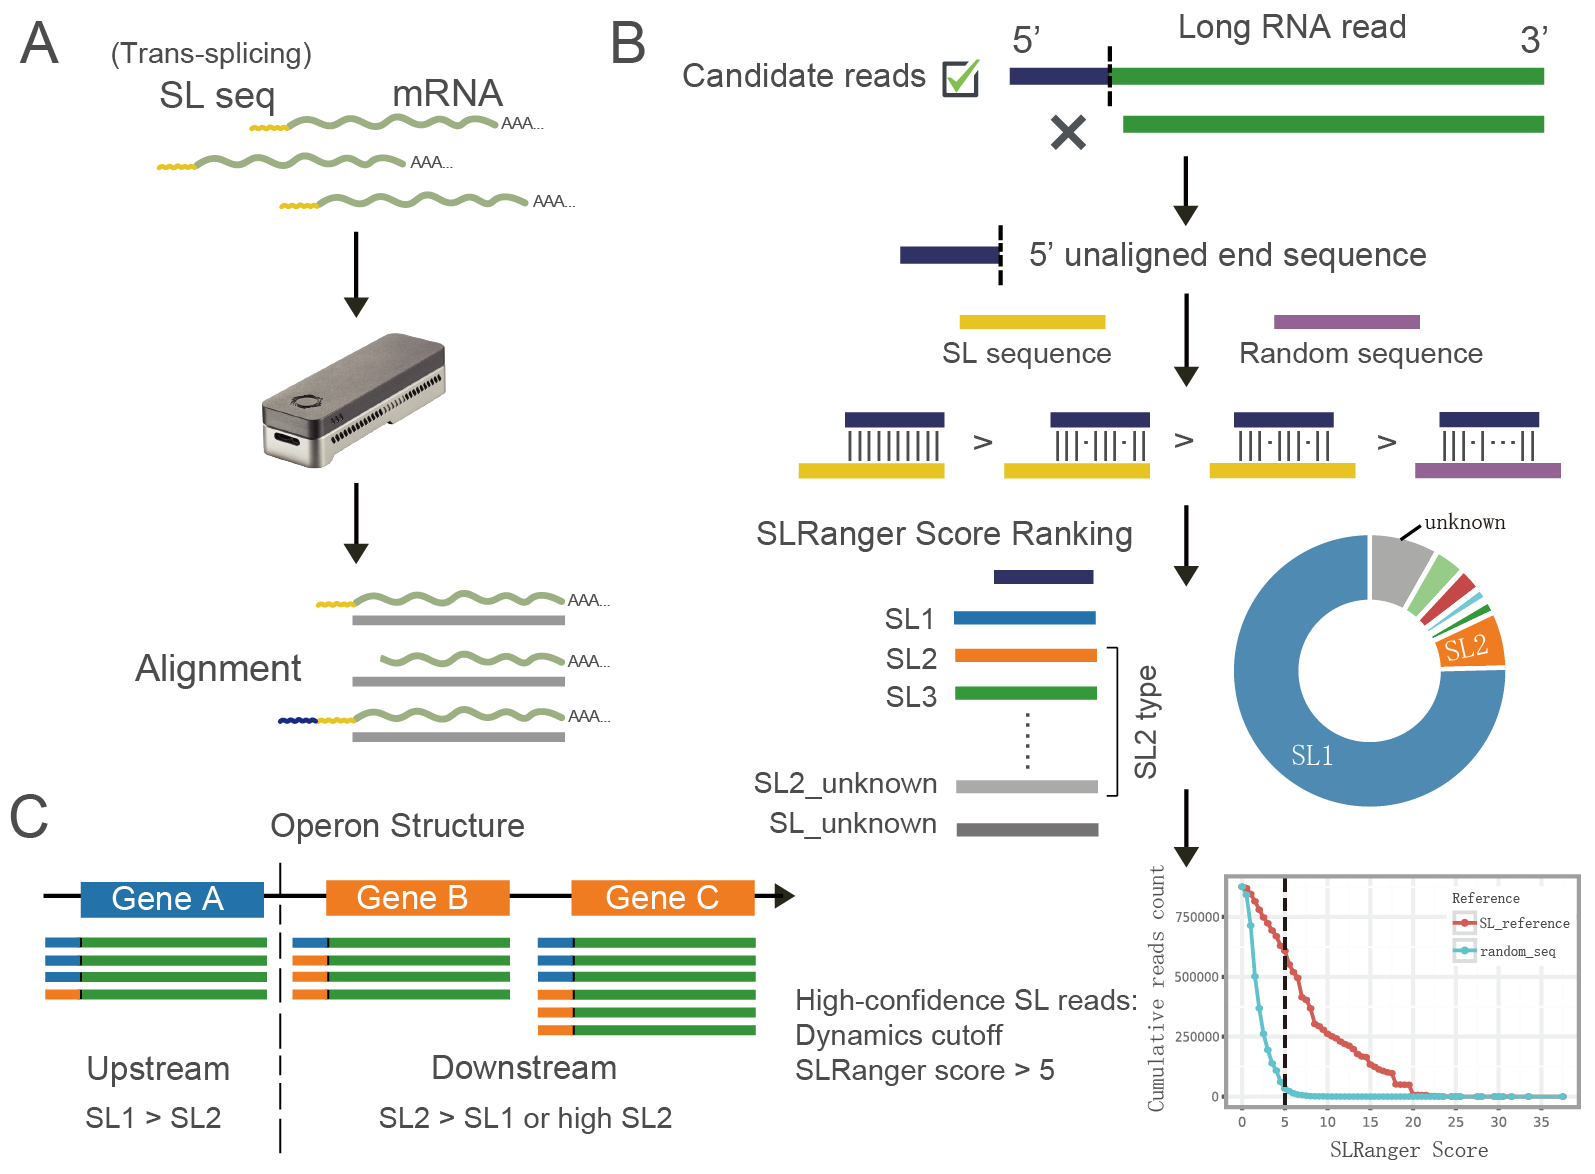 A
(Trans-splicing)
SL seq
mRNA
AAA...
AAA...
AAA...
Alignment
AAA...
AAA...
AAA...
B
5’
Long RNA read
3’
Candidate reads
5’ unaligned end sequence
SL sequence
Random sequence
>
>
>
SLRanger Score Ranking
SL1
SL2
SL3
SL2_unknown
SL_unknown
SL2 type
unknown
SL2
SL1
C
Operon Structure
Gene A
Gene B
Gene C
Upstream
SL1 > SL2
Downstream
SL2 > SL1 or high SL2
High-confidence SL reads:
Dynamics cutoff
SLRanger score > 5
Cumulative reads count
750000
500000
250000
0
Reference
SL_reference
random_seq
0 5 10 15 20 25 30 35
SLRanger Score